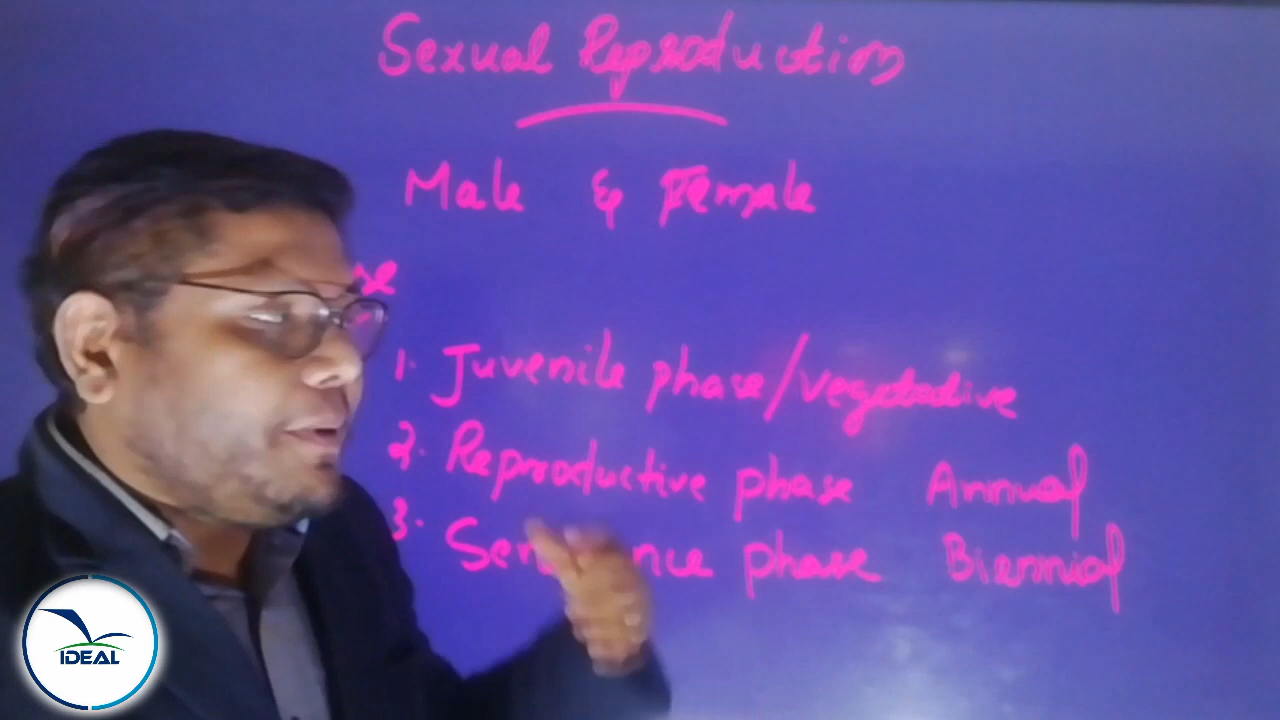 Sexual Reproduction
Male & Female
1. Juvenile phase/vegetative
2. Reproductive phase Annual
3. phase Biennial
IDEAL